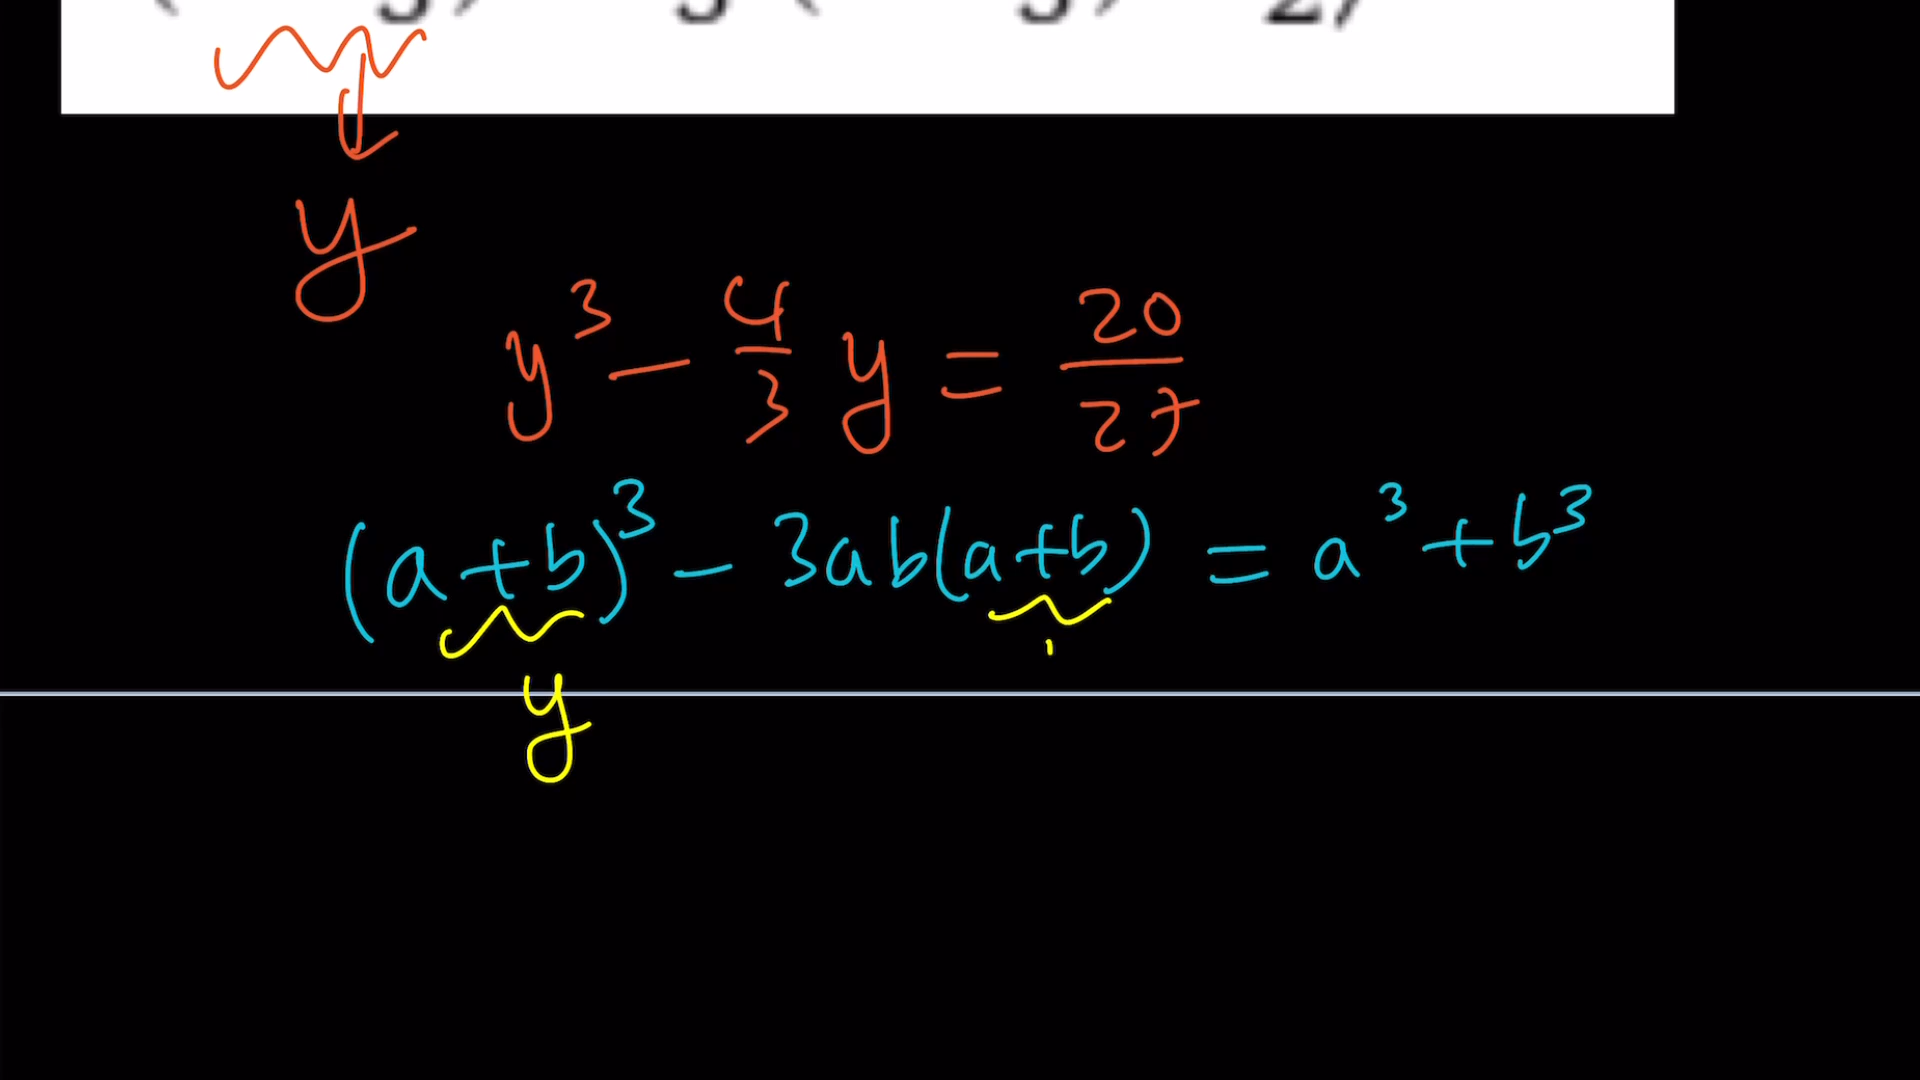 y
y³ - 4/3 y = 20/27
(a+b)³ - 3ab(a+b) = a³ + b³
y